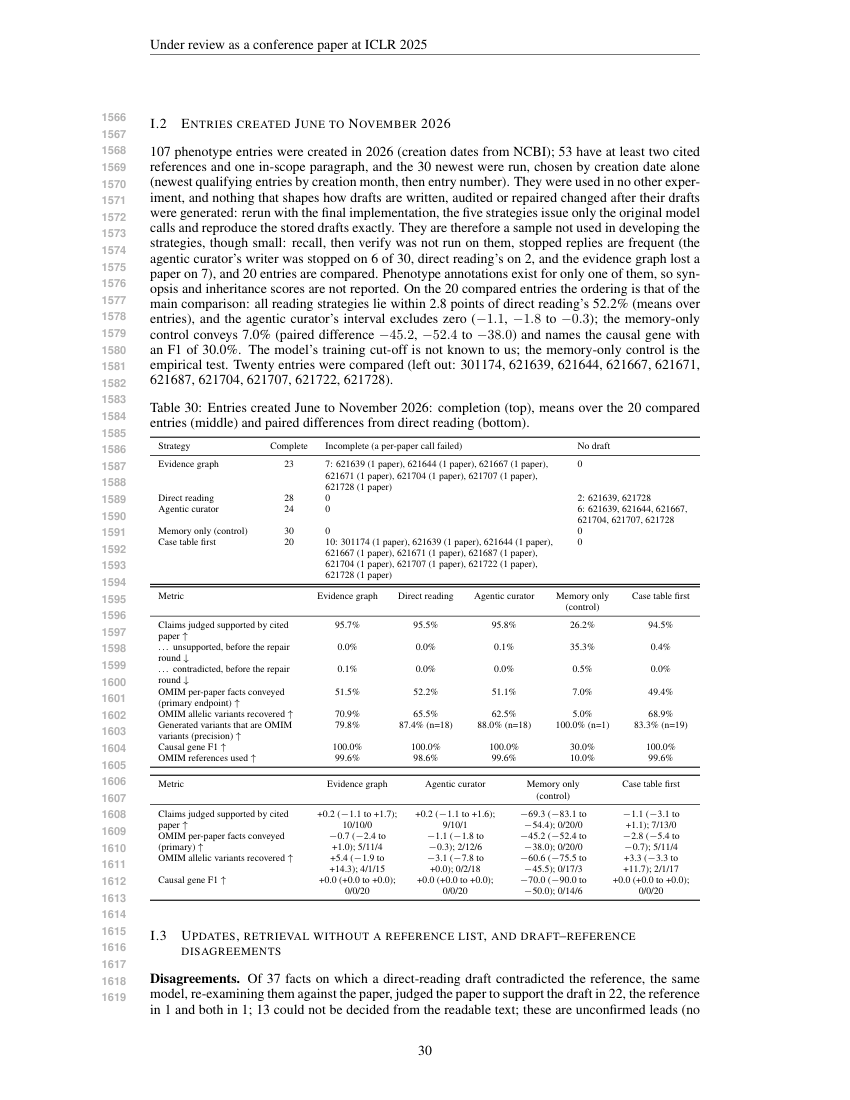 Under review as a conference paper at ICLR 2025
1566
1567
1568
1569
1570
1571
1572
1573
1574
1575
1576
1577
1578
1579
1580
1581
1582
1583
1584
1585
1586
1587
1588
1589
1590
1591
1592
1593
1594
1595
1596
1597
1598
1599
1600
1601
1602
1603
1604
1605
1606
1607
1608
1609
1610
1611
1612
1613
1614
1615
1616
1617
1618
1619
I.2 ENTRIES CREATED JUNE TO NOVEMBER 2026
107 phenotype entries were created in 2026 (creation dates from NCBI); 53 have at least two cited
references and one in-scope paragraph, and the 30 newest were run, chosen by creation date alone
(newest qualifying entries by creation month, then entry number). They were used in no other exper-
iment, and nothing that shapes how drafts are written, audited or repaired changed after their drafts
were generated: rerun with the final implementation, the five strategies issue only the original model
calls and reproduce the stored drafts exactly. They are therefore a sample not used in developing the
strategies, though small: recall, then verify was not run on them, stopped replies are frequent (the
agentic curator's writer was stopped on 6 of 30, direct reading's on 2, and the evidence graph lost a
paper on 7), and 20 entries are compared. Phenotype annotations exist for only one of them, so syn-
opsis and inheritance scores are not reported. On the 20 compared entries the ordering is that of the
main comparison: all reading strategies lie within 2.8 points of direct reading's 52.2% (means over
entries), and the agentic curator's interval excludes zero (−1.1, −1.8 to −0.3); the memory-only
control conveys 7.0% (paired difference −45.2, −52.4 to −38.0) and names the causal gene with
an F1 of 30.0%. The model's training cut-off is not known to us; the memory-only control is the
empirical test. Twenty entries were compared (left out: 301174, 621639, 621644, 621667, 621671,
621687, 621704, 621707, 621722, 621728).
Table 30: Entries created June to November 2026: completion (top), means over the 20 compared
entries (middle) and paired differences from direct reading (bottom).
Strategy Complete Incomplete (a per-paper call failed) No draft
Evidence graph 23 7: 621639 (1 paper), 621644 (1 paper), 621667 (1 paper), 0
621671 (1 paper), 621704 (1 paper), 621707 (1 paper),
621728 (1 paper)
Direct reading 28 0 2: 621639, 621728
Agentic curator 24 0 6: 621639, 621644, 621667,
621704, 621707, 621728
Memory only (control) 30 0 0
Case table first 20 10: 301174 (1 paper), 621639 (1 paper), 621644 (1 paper), 0
621667 (1 paper), 621671 (1 paper), 621687 (1 paper),
621704 (1 paper), 621707 (1 paper), 621722 (1 paper),
621728 (1 paper)
Metric Evidence graph Direct reading Agentic curator Memory only Case table first
(control)
Claims judged supported by cited 95.7% 95.5% 95.8% 26.2% 94.5%
paper ↑
... unsupported, before the repair 0.0% 0.0% 0.1% 35.3% 0.4%
round ↓
... contradicted, before the repair 0.1% 0.0% 0.0% 0.5% 0.0%
round ↓
OMIM per-paper facts conveyed 51.5% 52.2% 51.1% 7.0% 49.4%
(primary endpoint) ↑
OMIM allelic variants recovered ↑ 70.9% 65.5% 62.5% 5.0% 68.9%
Generated variants that are OMIM 79.8% 87.4% (n=18) 88.0% (n=18) 100.0% (n=1) 83.3% (n=19)
variants (precision) ↑
Causal gene F1 ↑ 100.0% 100.0% 100.0% 30.0% 100.0%
OMIM references used ↑ 99.6% 98.6% 99.6% 10.0% 99.6%
Metric Evidence graph Agentic curator Memory only Case table first
(control)
Claims judged supported by cited +0.2 (−1.1 to +1.7); +0.2 (−1.1 to +1.6); −69.3 (−83.1 to −1.1 (−3.1 to
paper ↑ 10/10/0 9/10/1 −54.4); 0/20/0 +1.1); 7/13/0
OMIM per-paper facts conveyed −0.7 (−2.4 to −1.1 (−1.8 to −45.2 (−52.4 to −2.8 (−5.4 to
(primary) ↑ +1.0); 5/11/4 −0.3); 2/12/6 −38.0); 0/20/0 −0.7); 5/11/4
OMIM allelic variants recovered ↑ +5.4 (−1.9 to −3.1 (−7.8 to −60.6 (−75.5 to +3.3 (−3.3 to
+14.3); 4/1/15 +0.0); 0/2/18 −45.5); 0/17/3 +11.7); 2/1/17
Causal gene F1 ↑ +0.0 (+0.0 to +0.0); +0.0 (+0.0 to +0.0); −70.0 (−90.0 to +0.0 (+0.0 to +0.0);
0/0/20 0/0/20 −50.0); 0/14/6 0/0/20
I.3 UPDATES, RETRIEVAL WITHOUT A REFERENCE LIST, AND DRAFT–REFERENCE
DISAGREEMENTS
Disagreements. Of 37 facts on which a direct-reading draft contradicted the reference, the same
model, re-examining them against the paper, judged the paper to support the draft in 22, the reference
in 1 and both in 1; 13 could not be decided from the readable text; these are unconfirmed leads (no
30